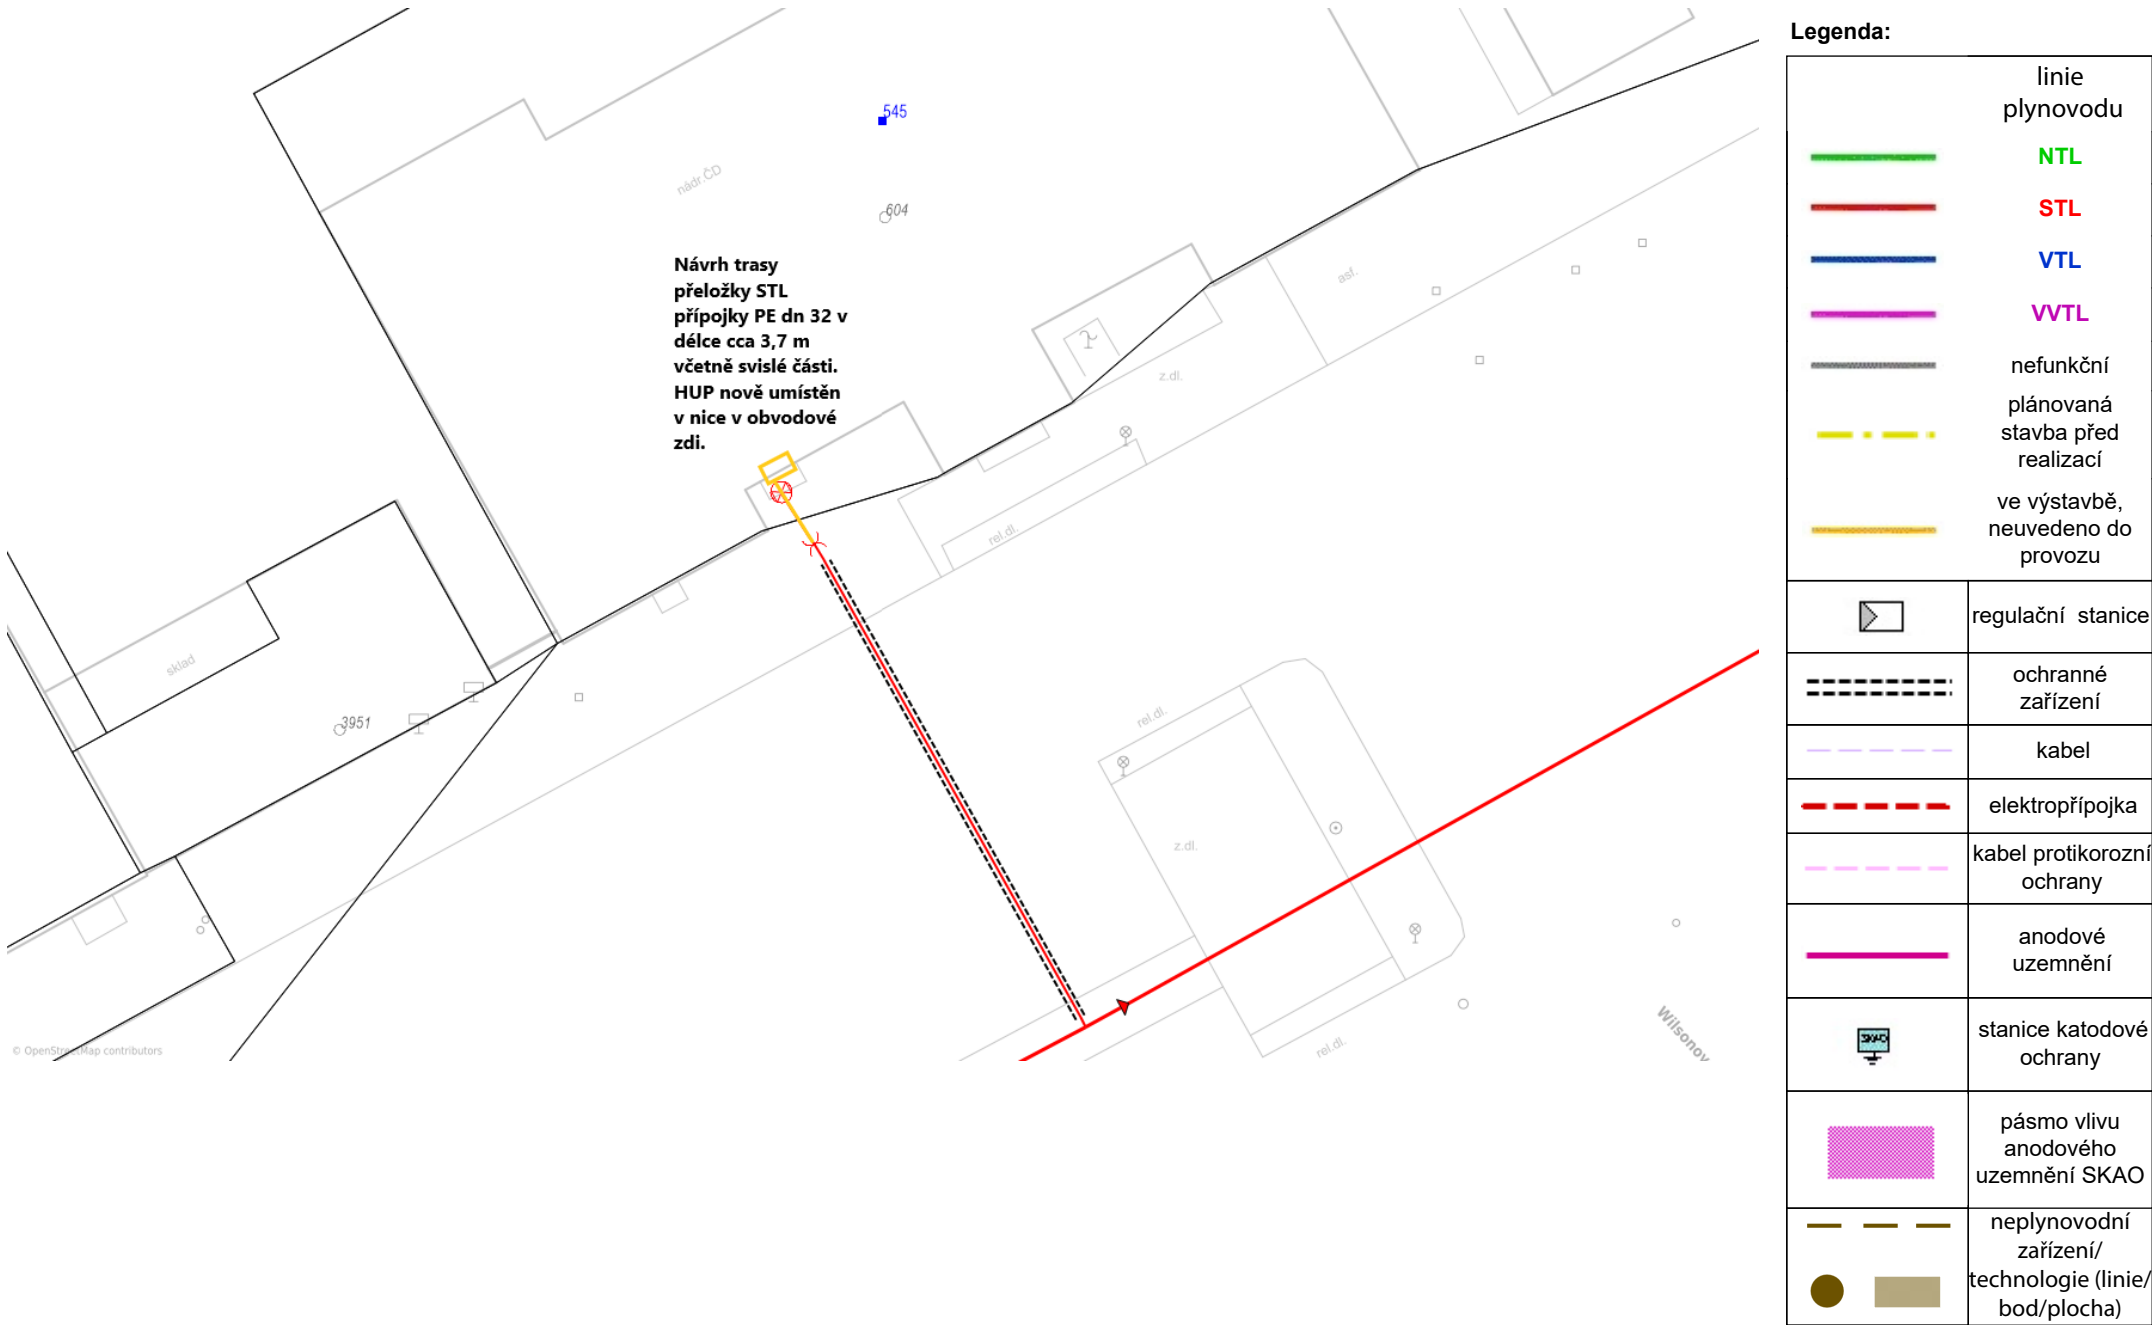 545
nádr.ČD
604
Návrh trasy
přeložky STL
přípojky PE dn 32 v
délce cca 3,7 m
včetně svislé části.
HUP nově umístěn
v nice v obvodové
zdi.
asf.
z.dl.
rel.dl.
sklad
3951
rel.dl.
z.dl.
rel.dl.
Wilsonov
© OpenStreetMap contributors
Legenda:
linie
plynovodu
NTL
STL
VTL
VVTL
nefunkční
plánovaná
stavba před
realizací
ve výstavbě,
neuvedeno do
provozu
regulační stanice
ochranné
zařízení
kabel
elektropřípojka
kabel protikorozní
ochrany
anodové
uzemnění
SKAO
stanice katodové
ochrany
pásmo vlivu
anodového
uzemnění SKAO
neplynovodní
zařízení/
technologie (linie/
bod/plocha)